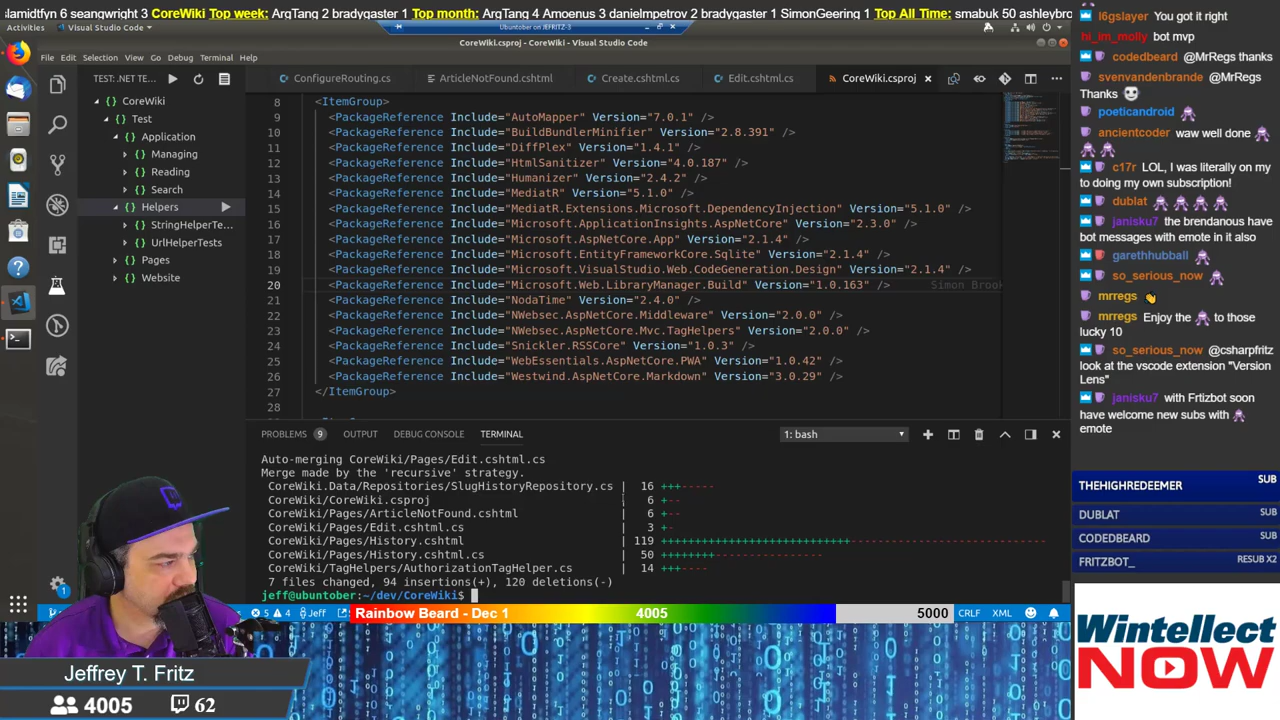 slamidtfyn 6 seangwright 3 CoreWiki Top week: ArgTang 2 bradygaster 1 Top month: ArgTang 4 Amoenus 3 danielmpetrov 2 bradygaster 1 SimonGeering 1 Top All Time: smabuk 50 ashleybro
Activities
Visual Studio Code
Ubuntober on JEFRITZ-3
CoreWiki.csproj - CoreWiki - Visual Studio Code
File Edit Selection View Go Debug Terminal Help
TEST: .NET TE...
CoreWiki
Test
Application
Managing
Reading
Search
Helpers
StringHelperTe...
UrlHelperTests
Pages
Website
ConfigureRouting.cs
ArticleNotFound.cshtml
Create.cshtml.cs
Edit.cshtml.cs
CoreWiki.csproj
8 <ItemGroup>
9 <PackageReference Include="AutoMapper" Version="7.0.1" />
10 <PackageReference Include="BuildBundlerMinifier" Version="2.8.391" />
11 <PackageReference Include="DiffPlex" Version="1.4.1" />
12 <PackageReference Include="HtmlSanitizer" Version="4.0.187" />
13 <PackageReference Include="Humanizer" Version="2.4.2" />
14 <PackageReference Include="MediatR" Version="5.1.0" />
15 <PackageReference Include="MediatR.Extensions.Microsoft.DependencyInjection" Version="5.1.0" />
16 <PackageReference Include="Microsoft.ApplicationInsights.AspNetCore" Version="2.3.0" />
17 <PackageReference Include="Microsoft.AspNetCore.App" Version="2.1.4" />
18 <PackageReference Include="Microsoft.EntityFrameworkCore.Sqlite" Version="2.1.4" />
19 <PackageReference Include="Microsoft.VisualStudio.Web.CodeGeneration.Design" Version="2.1.4" />
20 <PackageReference Include="Microsoft.Web.LibraryManager.Build" Version="1.0.163" /> Simon Brook
21 <PackageReference Include="NodaTime" Version="2.4.0" />
22 <PackageReference Include="NWebsec.AspNetCore.Middleware" Version="2.0.0" />
23 <PackageReference Include="NWebsec.AspNetCore.Mvc.TagHelpers" Version="2.0.0" />
24 <PackageReference Include="Snickler.RSSCore" Version="1.0.3" />
25 <PackageReference Include="WebEssentials.AspNetCore.PWA" Version="1.0.42" />
26 <PackageReference Include="Westwind.AspNetCore.Markdown" Version="3.0.29" />
27 </ItemGroup>
28
PROBLEMS 9 OUTPUT DEBUG CONSOLE TERMINAL 1: bash
Auto-merging CoreWiki/Pages/Edit.cshtml.cs
Merge made by the 'recursive' strategy.
CoreWiki.Data/Repositories/SlugHistoryRepository.cs | 16 +++-----
CoreWiki/CoreWiki.csproj | 6 +--
CoreWiki/Pages/ArticleNotFound.cshtml | 6 +--
CoreWiki/Pages/Edit.cshtml.cs | 3 +-
CoreWiki/Pages/History.cshtml | 119
CoreWiki/Pages/History.cshtml.cs | 50
CoreWiki/TagHelpers/AuthorizationTagHelper.cs | 14 +++----
7 files changed, 94 insertions(+), 120 deletions(-)
jeff@ubuntober:~/dev/CoreWiki$
5 4 Jeff
Rainbow Beard - Dec 1 4005 5000 CRLF XML
1
Jeffrey T. Fritz
4005 62
l6gslayer You got it right
hi_im_molly bot mvp
codedbeard @MrRegs thanks
svenvandenbrande @MrRegs
Thanks
poeticandroid
ancientcoder waw well done
c17r LOL, I was literally on my
to doing my own subscription!
dublat
janisku7 the brendanous have
bot messages with emote in it also
garethhubball
so_serious_now
mrregs
mrregs Enjoy the to those
lucky 10
so_serious_now @csharpfritz
look at the vscode extension "Version
Lens"
janisku7 with Frtizbot soon
have welcome new subs with
emote
THEHIGHREDEEMER SUB
DUBLAT SUB
CODEDBEARD SUB
FRITZBOT_ RESUB X2
Wintellect
NOW